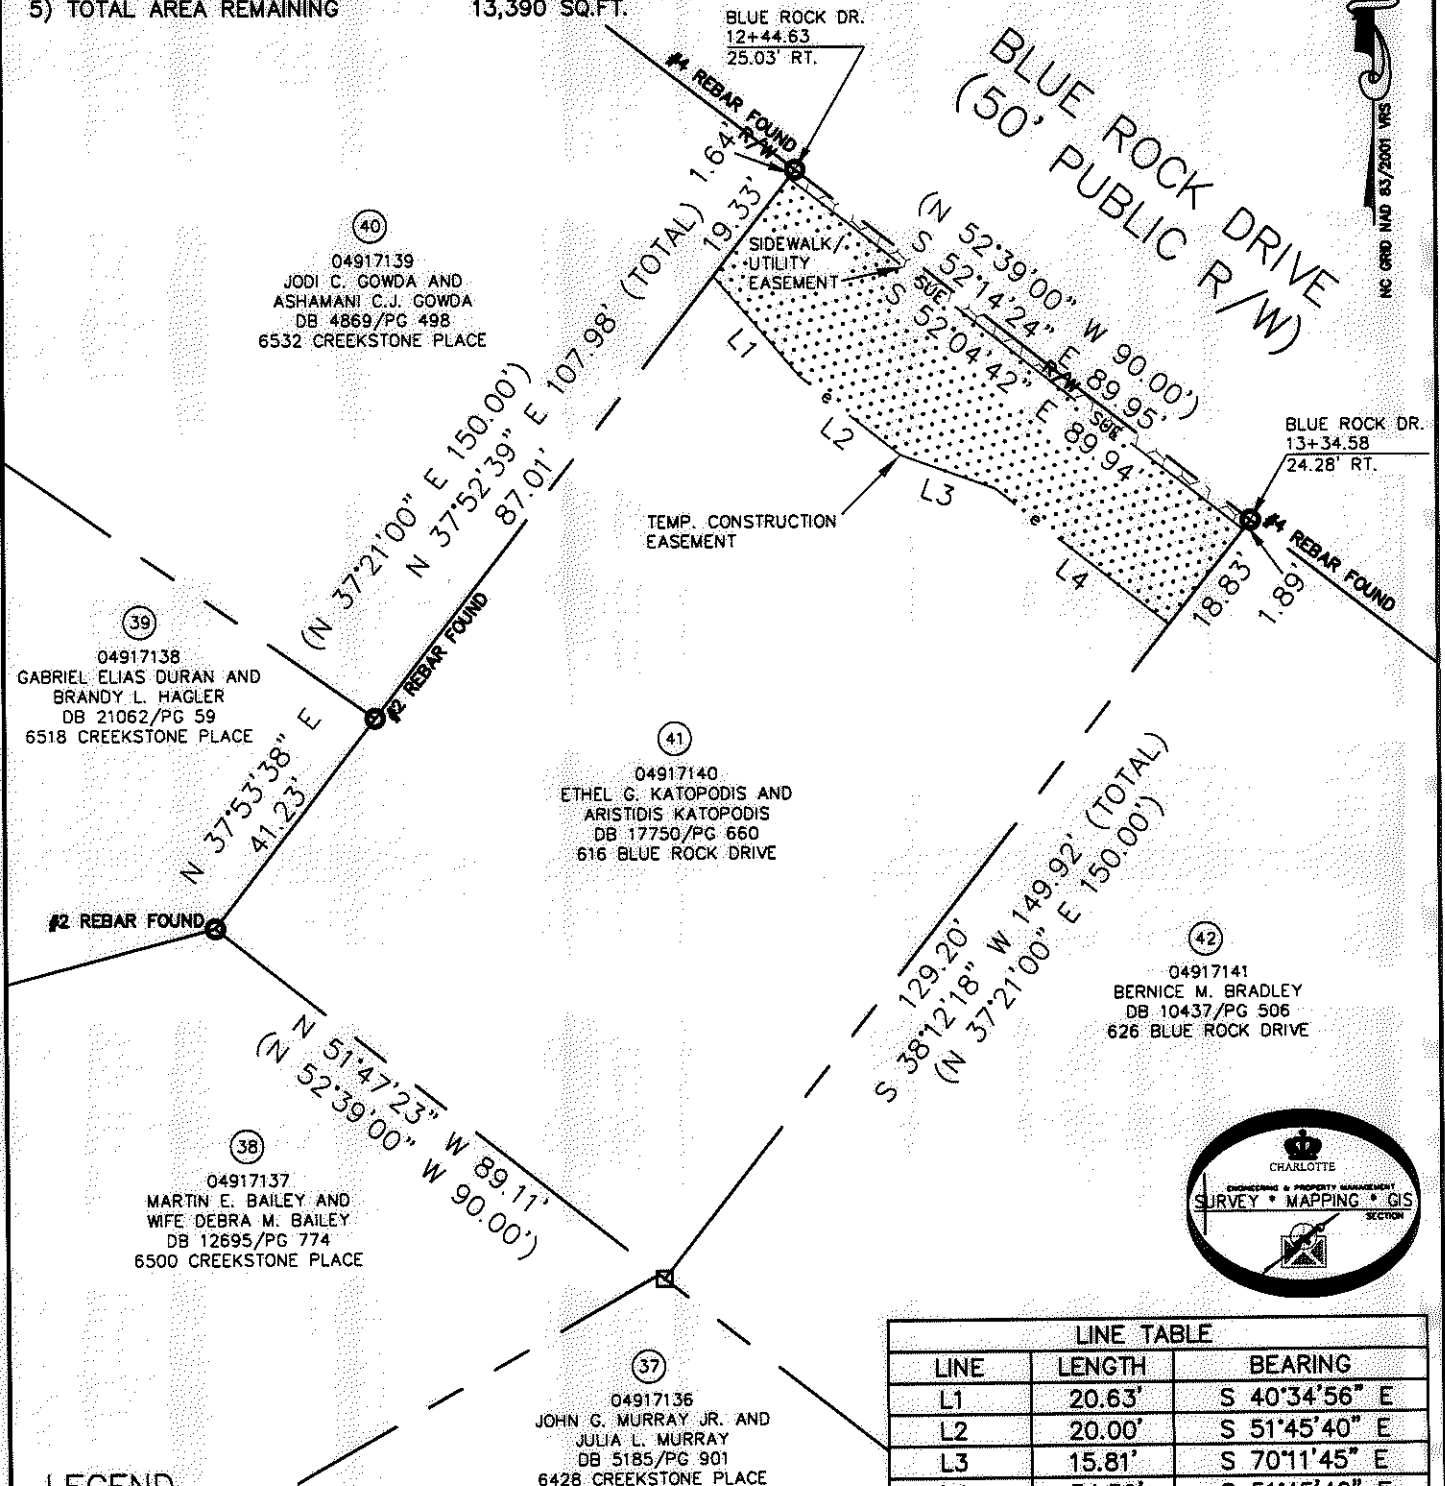 5) TOTAL AREA REMAINING 13,390 SQ.FT.
BLUE ROCK DR.
12+44.63
25.03' RT.
#4 REBAR FOUND
R/W
1.64'
19.33'
BLUE ROCK DRIVE
(50' PUBLIC R/W)
NC GRID NAD 83/2001 VRS
40
04917139
JODI C. GOWDA AND
ASHAMANI C.J. GOWDA
DB 4869/PG 498
6532 CREEKSTONE PLACE
SIDEWALK/
UTILITY
EASEMENT
(N 52°39'00" W 90.00')
S 52°14'24" E 89.95'
S 52°04'42" E 89.94'
SUE
R/W
SUE
L1
e
L2
L3
e
L4
TEMP. CONSTRUCTION
EASEMENT
BLUE ROCK DR.
13+34.58
24.28' RT.
#4 REBAR FOUND
18.83'
1.89'
(N 37°21'00" E 150.00')
N 37°52'39" E 107.98' (TOTAL)
87.01'
#2 REBAR FOUND
39
04917138
GABRIEL ELIAS DURAN AND
BRANDY L. HAGLER
DB 21062/PG 59
6518 CREEKSTONE PLACE
N 37°53'38" E
41.23'
#2 REBAR FOUND
41
04917140
ETHEL G. KATOPODIS AND
ARISTIDIS KATOPODIS
DB 17750/PG 660
616 BLUE ROCK DRIVE
129.20'
S 38°12'18" W 149.92' (TOTAL)
(N 37°21'00" E 150.00')
42
04917141
BERNICE M. BRADLEY
DB 10437/PG 506
626 BLUE ROCK DRIVE
N 51°47'23" W 89.11'
(N 52°39'00" W 90.00')
38
04917137
MARTIN E. BAILEY AND
WIFE DEBRA M. BAILEY
DB 12695/PG 774
6500 CREEKSTONE PLACE
CHARLOTTE
ENGINEERING & PROPERTY MANAGEMENT
SURVEY * MAPPING * GIS
SECTION
37
04917136
JOHN G. MURRAY JR. AND
JULIA L. MURRAY
DB 5185/PG 901
6428 CREEKSTONE PLACE
LINE TABLE
LINE LENGTH BEARING
L1 20.63' S 40°34'56" E
L2 20.00' S 51°45'40" E
L3 15.81' S 70°11'45" E
LEGEND